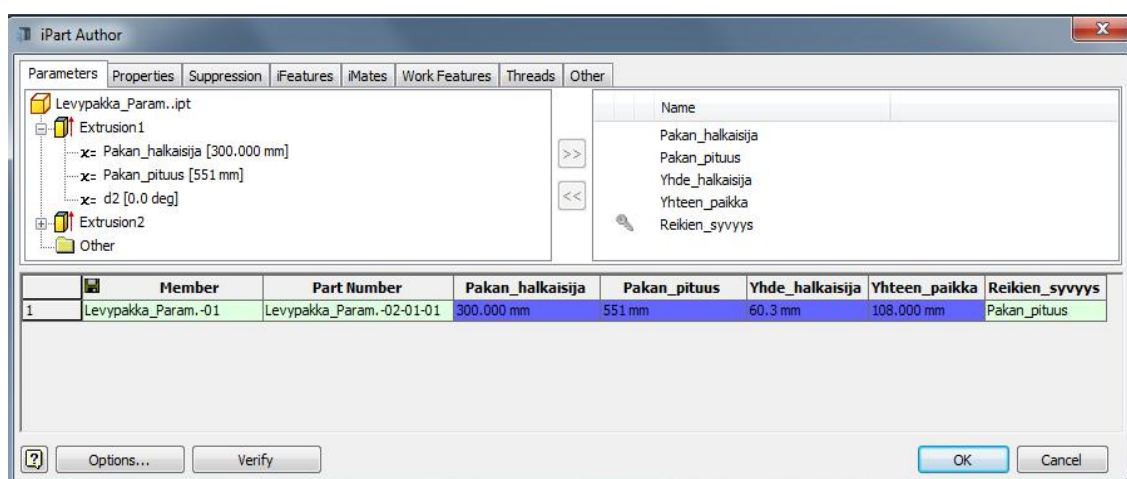 iPart Author
Parameters Properties Suppression iFeatures iMates Work Features Threads Other
Levypakka_Param..ipt
Extrusion1
x= Pakan_halkaisija [300.000 mm]
x= Pakan_pituus [551 mm]
x= d2 [0.0 deg]
Extrusion2
Other
>>
<<
Name
Pakan_halkaisija
Pakan_pituus
Yhde_halkaisija
Yhteen_paikka
Reikien_syvyys
Member Part Number Pakan_halkaisija Pakan_pituus Yhde_halkaisija Yhteen_paikka Reikien_syvyys
1 Levypakka_Param.-01 Levypakka_Param.-02-01-01 300.000 mm 551 mm 60.3 mm 108.000 mm Pakan_pituus
? Options... Verify OK Cancel